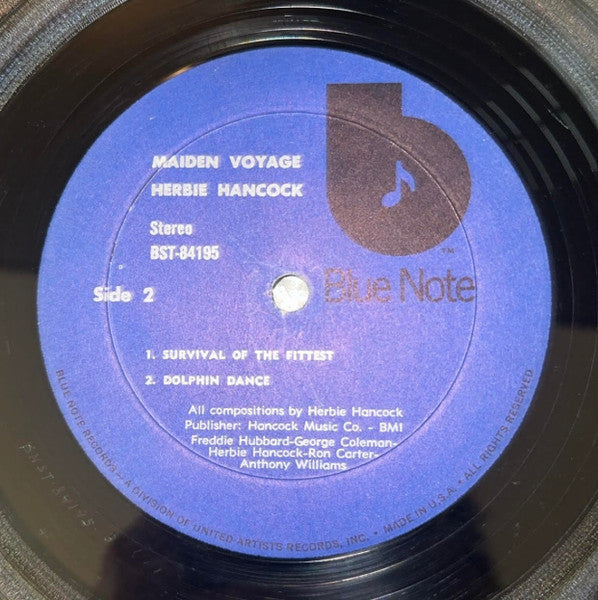 MAIDEN VOYAGE
HERBIE HANCOCK
Stereo
BST-84195
b
TM
Blue Note
Side 2
1. SURVIVAL OF THE FITTEST
2. DOLPHIN DANCE
All compositions by Herbie Hancock
Publisher: Hancock Music Co. - BMI
Freddie Hubbard-George Coleman-
Herbie Hancock-Ron Carter-
Anthony Williams
BLUE NOTE RECORDS — A DIVISION OF UNITED ARTISTS RECORDS, INC. • MADE IN U.S.A. • ALL RIGHTS RESERVED